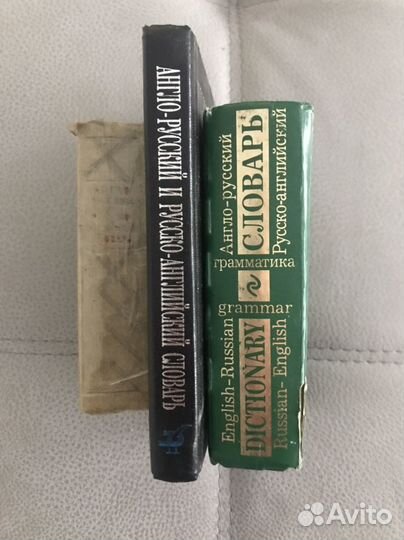 АНГЛО-РУССКИЙ И РУССКО-АНГЛИЙСКИЙ СЛОВАРЬ
English-Russian grammar грамматика Англо-русский
DICTIONARY СЛОВАРЬ
Russian-English Русско-английский
Avito